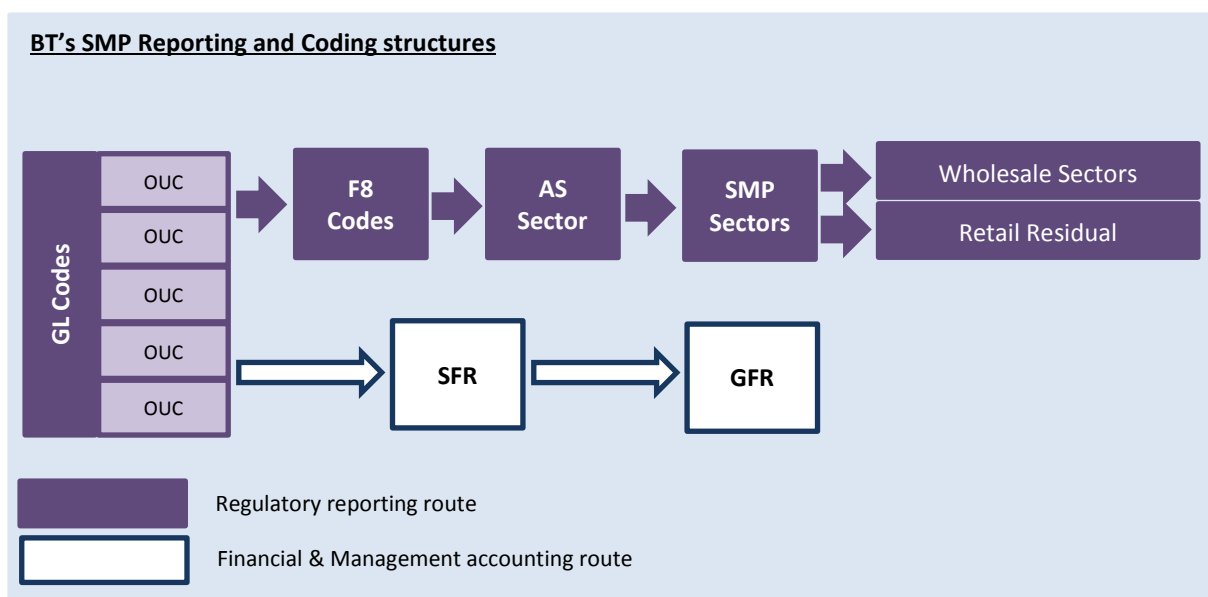 BT's SMP Reporting and Coding structures
GL Codes
OUC
OUC
OUC
OUC
OUC
F8
Codes
AS
Sector
SMP
Sectors
Wholesale Sectors
Retail Residual
SFR
GFR
Regulatory reporting route
Financial & Management accounting route